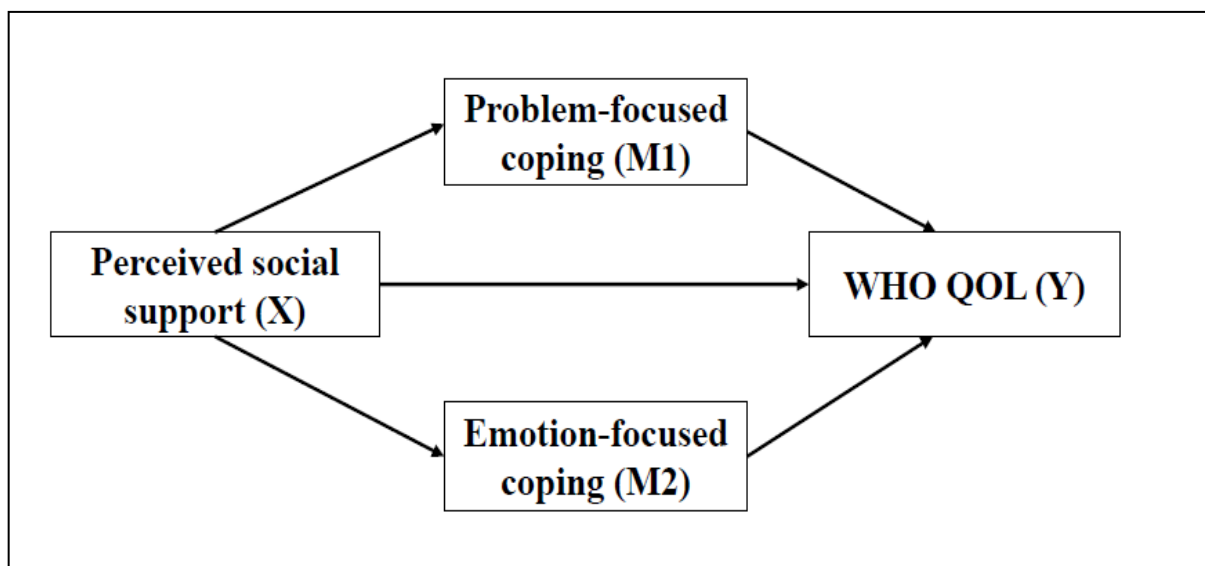 Problem-focused
coping (M1)
Perceived social
support (X)
WHO QOL (Y)
Emotion-focused
coping (M2)